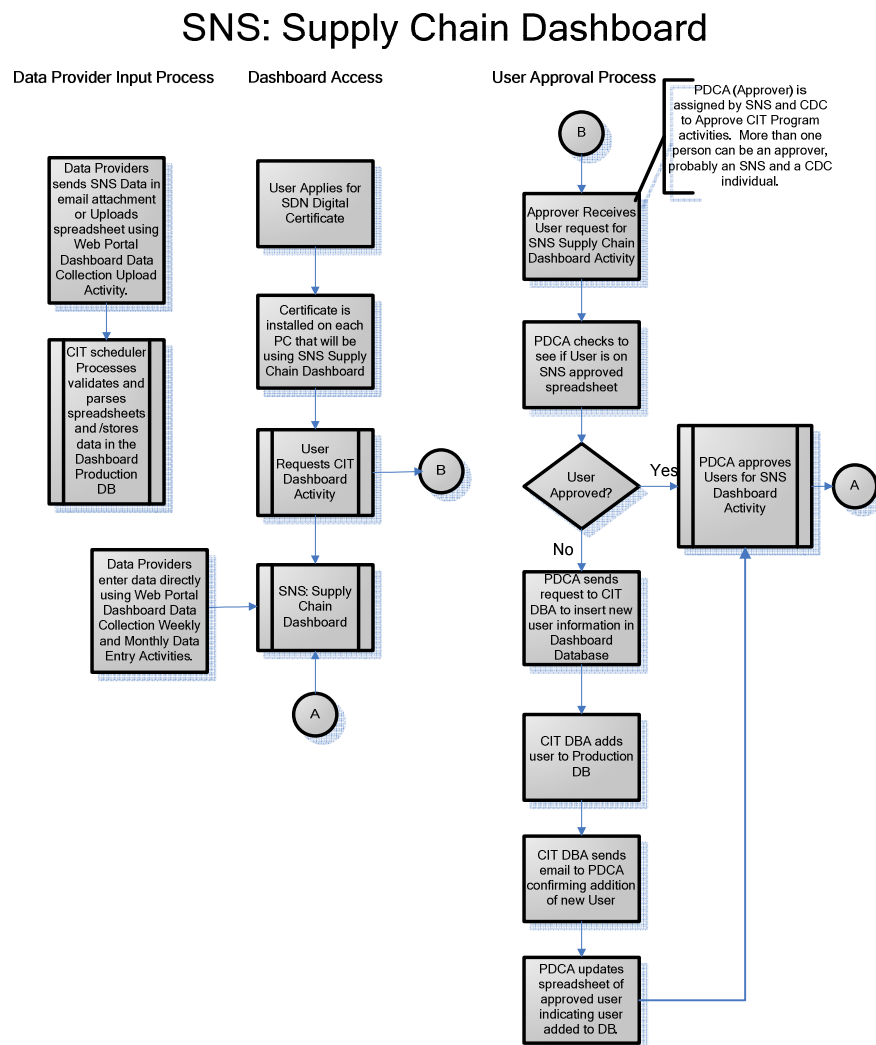 SNS: Supply Chain Dashboard
Data Provider Input Process
Dashboard Access
User Approval Process
Data Providers
sends SNS Data in
email attachment
or Uploads
spreadsheet using
Web Portal
Dashboard Data
Collection Upload
Activity.
CIT scheduler
Processes
validates and
parses
spreadsheets
and /stores
data in the
Dashboard
Production
DB
User Applies for
SDN Digital
Certificate
Certificate is
installed on each
PC that will be
using SNS Supply
Chain Dashboard
User
Requests CIT
Dashboard
Activity
B
Data Providers
enter data directly
using Web Portal
Dashboard Data
Collection Weekly
and Monthly Data
Entry Activities.
SNS: Supply
Chain
Dashboard
A
B
PDCA (Approver) is
assigned by SNS and CDC
to Approve CIT Program
activities. More than one
person can be an approver,
probably an SNS and a CDC
individual.
Approver Receives
User request for
SNS Supply Chain
Dashboard Activity
PDCA checks to
see if User is on
SNS approved
spreadsheet
User
Approved?
Yes
PDCA approves
Users for SNS
Dashboard
Activity
A
No
PDCA sends
request to CIT
DBA to insert new
user information in
Dashboard
Database
CIT DBA adds
user to Production
DB
CIT DBA sends
email to PDCA
confirming addition
of new User
PDCA updates
spreadsheet of
approved user
indicating user
added to DB.